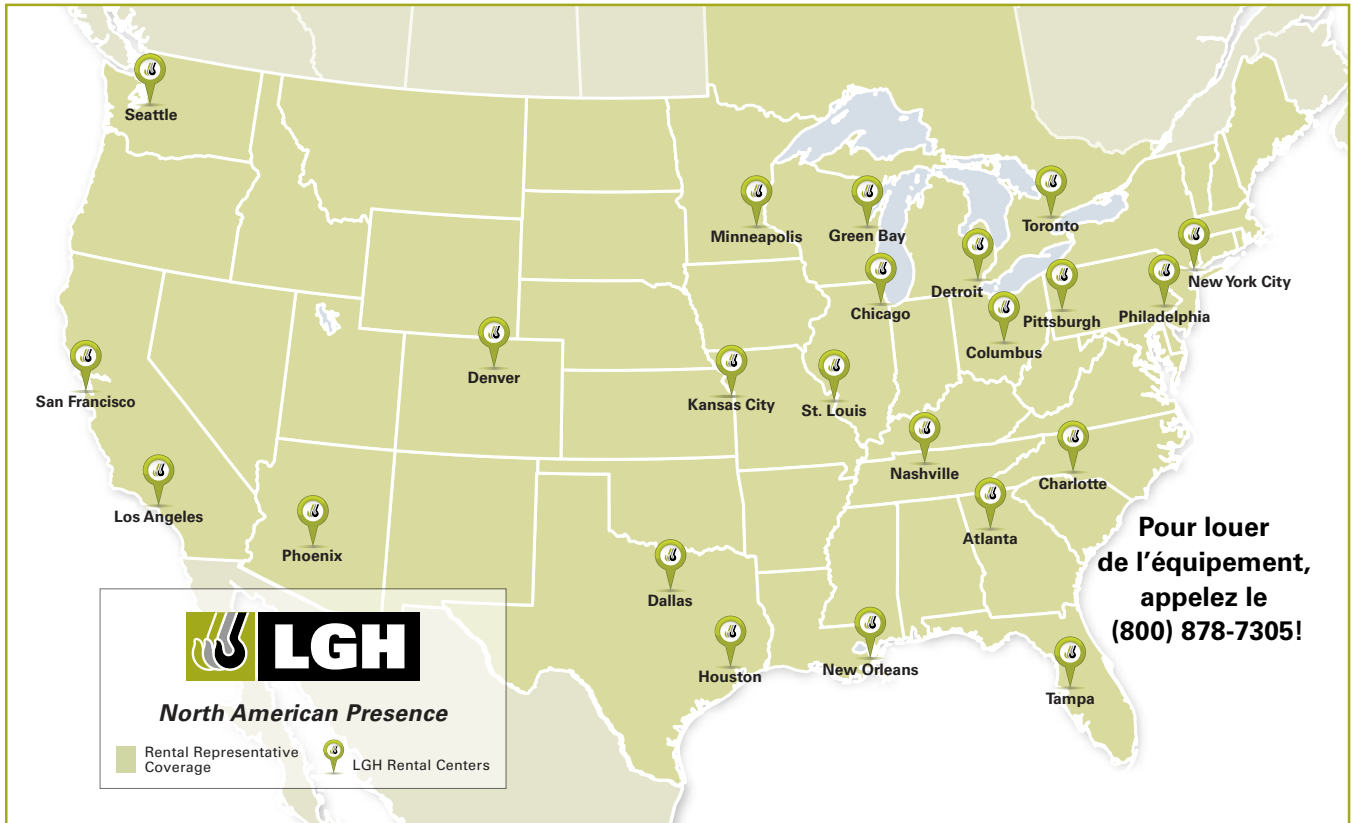 Seattle
Minneapolis
Green Bay
Toronto
New York City
Detroit
Chicago
Pittsburgh
Philadelphia
Columbus
Denver
San Francisco
Kansas City
St. Louis
Nashville
Charlotte
Los Angeles
Phoenix
Atlanta
Dallas
Houston
New Orleans
Tampa
Pour louer
de l’équipement,
appelez le
(800) 878-7305!
LGH
North American Presence
Rental Representative
Coverage
LGH Rental Centers